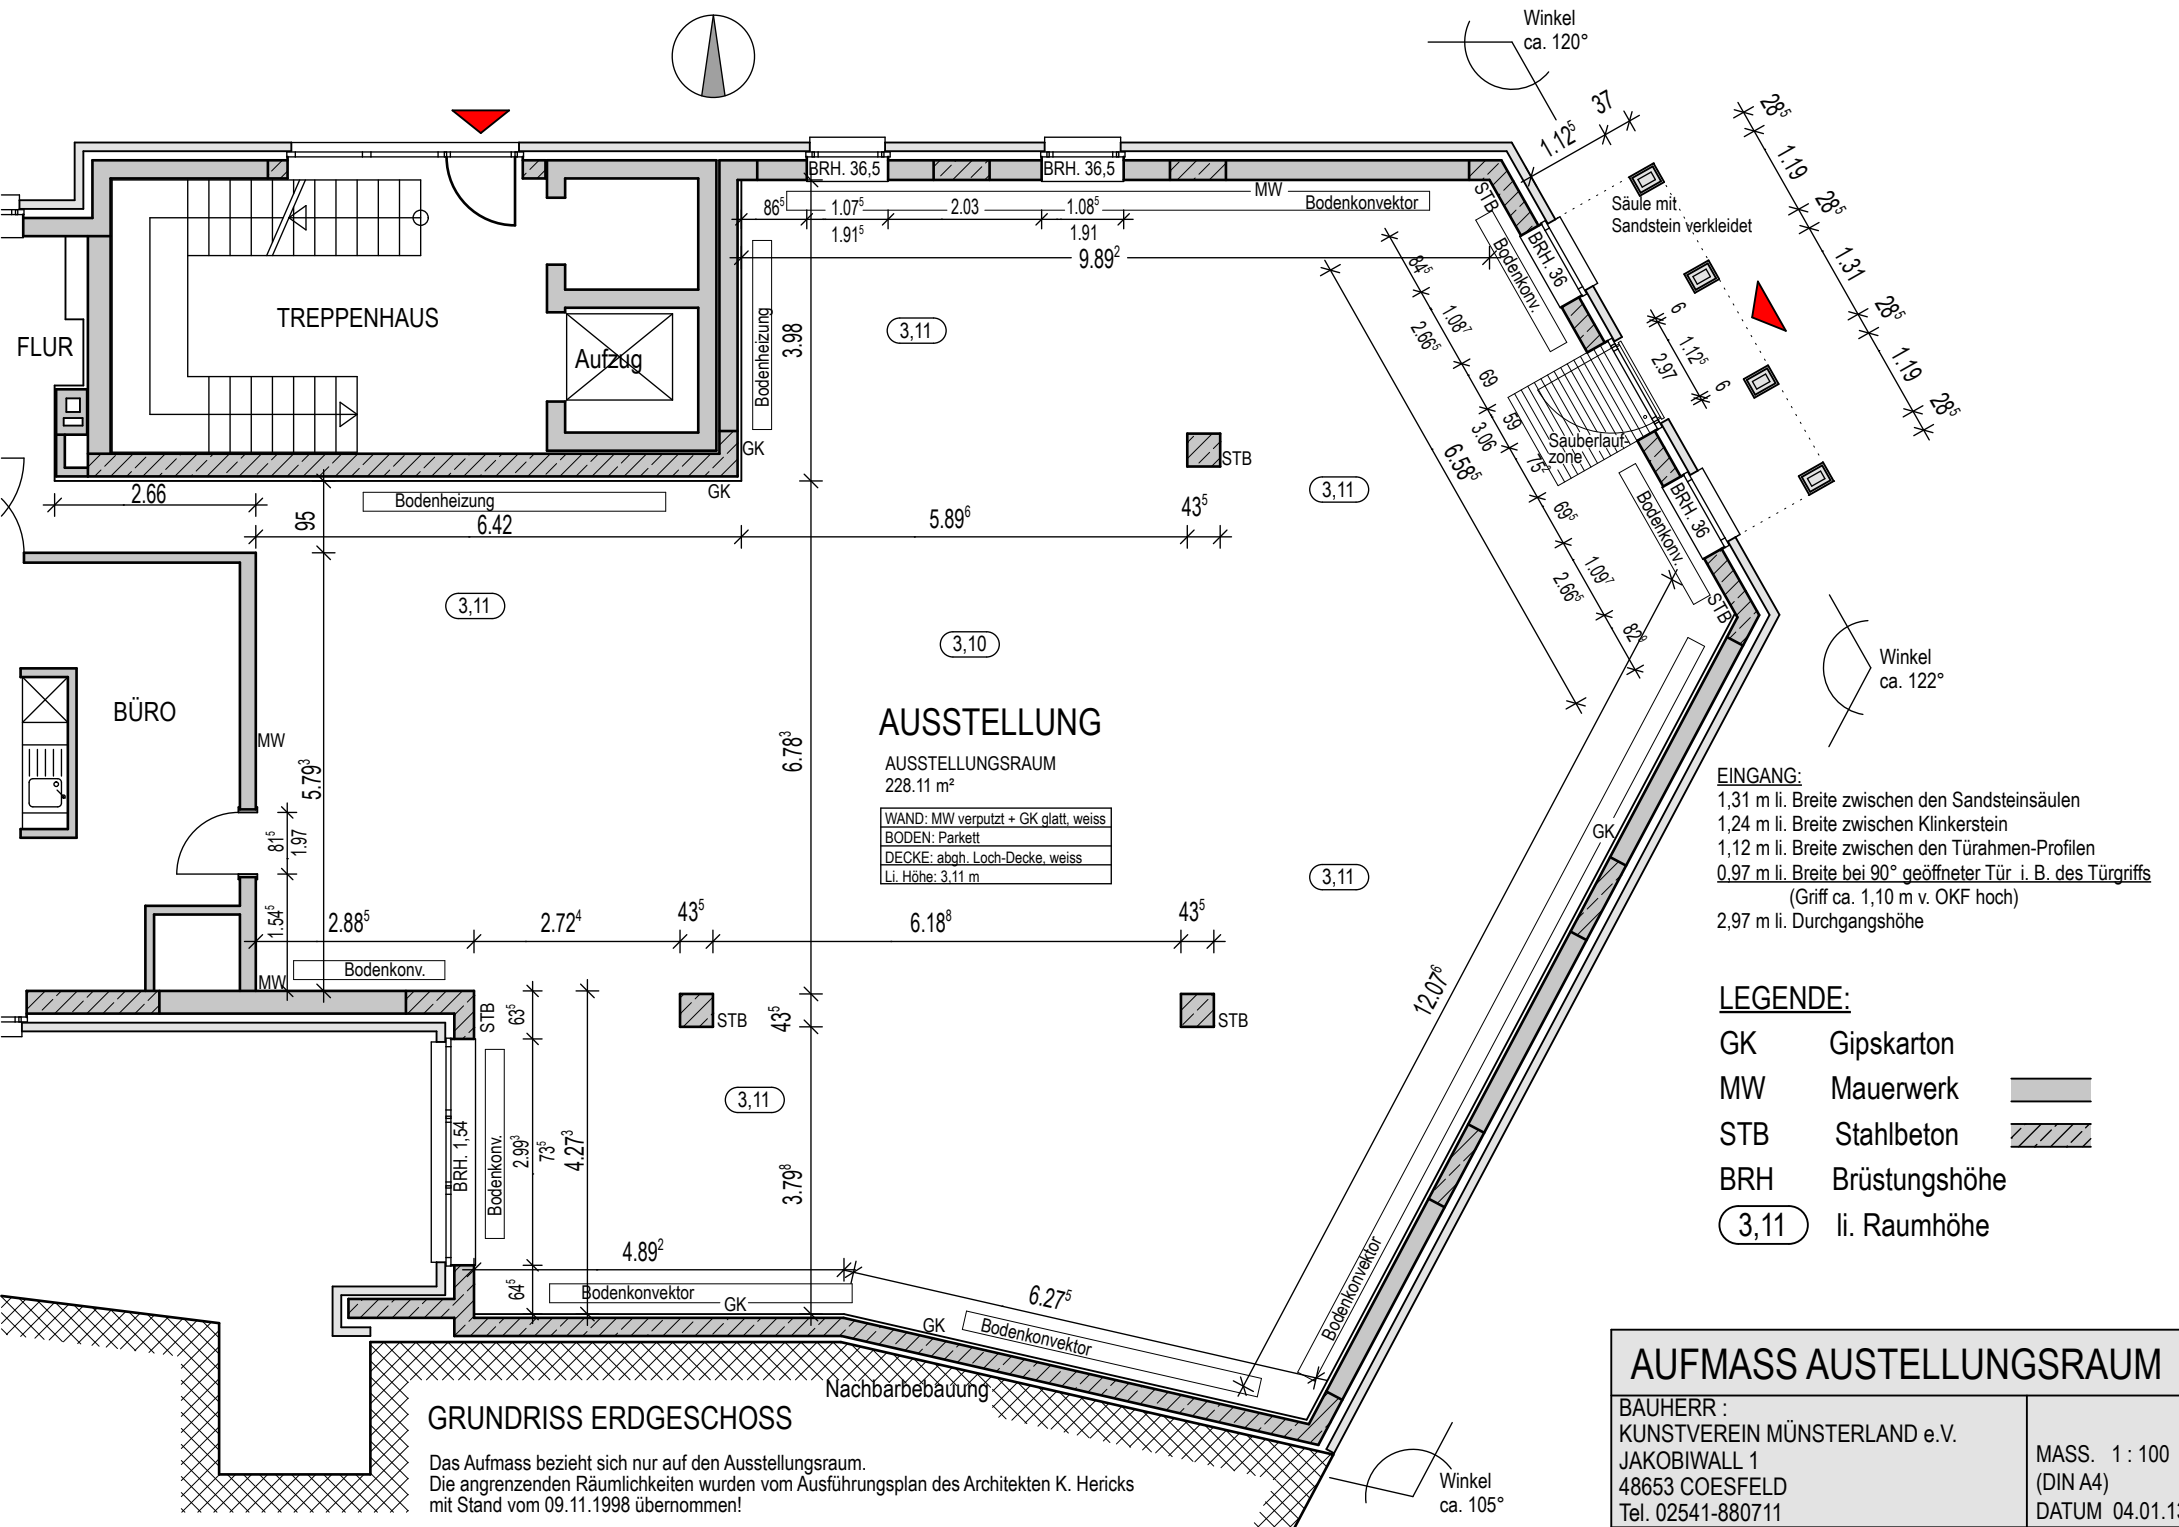 Winkel
ca. 120°
37
1.12⁵
28⁵
1.19
28⁵
1.31
28⁵
1.19
28⁵
BRH. 36,5
BRH. 36,5
MW
Bodenkonvektor
STB
86⁵
1.07⁵
2.03
1.08⁵
1.91⁵
1.91
9.89²
Säule mit
Sandstein verkleidet
BRH. 36
Bodenkonv.
TREPPENHAUS
FLUR
Aufzug
Bodenheizung
3.98
3,11
84⁵
1.08⁷
2.66⁵
69
59
3.06
75²
69⁵
1.09⁷
2.66⁵
82⁹
6.58⁵
6
1.12⁵
2.97
6
Sauberlauf-
zone
GK
STB
3,11
BRH. 36
Bodenkonv.
STB
2.66
Bodenheizung
GK
95
6.42
5.89⁶
43⁵
3,11
3,10
BÜRO
MW
5.79³
6.78³
AUSSTELLUNG
AUSSTELLUNGSRAUM
228.11 m²
WAND: MW verputzt + GK glatt, weiss
BODEN: Parkett
DECKE: abgh. Loch-Decke, weiss
Li. Höhe: 3,11 m
Winkel
ca. 122°
EINGANG:
1,31 m li. Breite zwischen den Sandsteinsäulen
1,24 m li. Breite zwischen Klinkerstein
1,12 m li. Breite zwischen den Türahmen-Profilen
0,97 m li. Breite bei 90° geöffneter Tür i. B. des Türgriffs
(Griff ca. 1,10 m v. OKF hoch)
2,97 m li. Durchgangshöhe
GK
3,11
81⁵
1.97
1.54⁵
2.88⁵
2.72⁴
43⁵
6.18⁸
43⁵
Bodenkonv.
MW
STB
63⁵
STB
43⁵
STB
12.07⁶
LEGENDE:
GK Gipskarton
MW Mauerwerk
STB Stahlbeton
BRH Brüstungshöhe
3,11 li. Raumhöhe
BRH. 1,54
Bodenkonv.
2.99³
73⁵
4.27³
3,11
3.79⁸
4.89²
64⁵
Bodenkonvektor
GK
6.27⁵
GK
Bodenkonvektor
Bodenkonvektor
Nachbarbebauung
GRUNDRISS ERDGESCHOSS
Das Aufmass bezieht sich nur auf den Ausstellungsraum.
Die angrenzenden Räumlichkeiten wurden vom Ausführungsplan des Architekten K. Hericks
mit Stand vom 09.11.1998 übernommen!
Winkel
ca. 105°
AUFMASS AUSTELLUNGSRAUM
BAUHERR :
KUNSTVEREIN MÜNSTERLAND e.V.
JAKOBIWALL 1
48653 COESFELD
Tel. 02541-880711
MASS. 1 : 100
(DIN A4)
DATUM 04.01.13